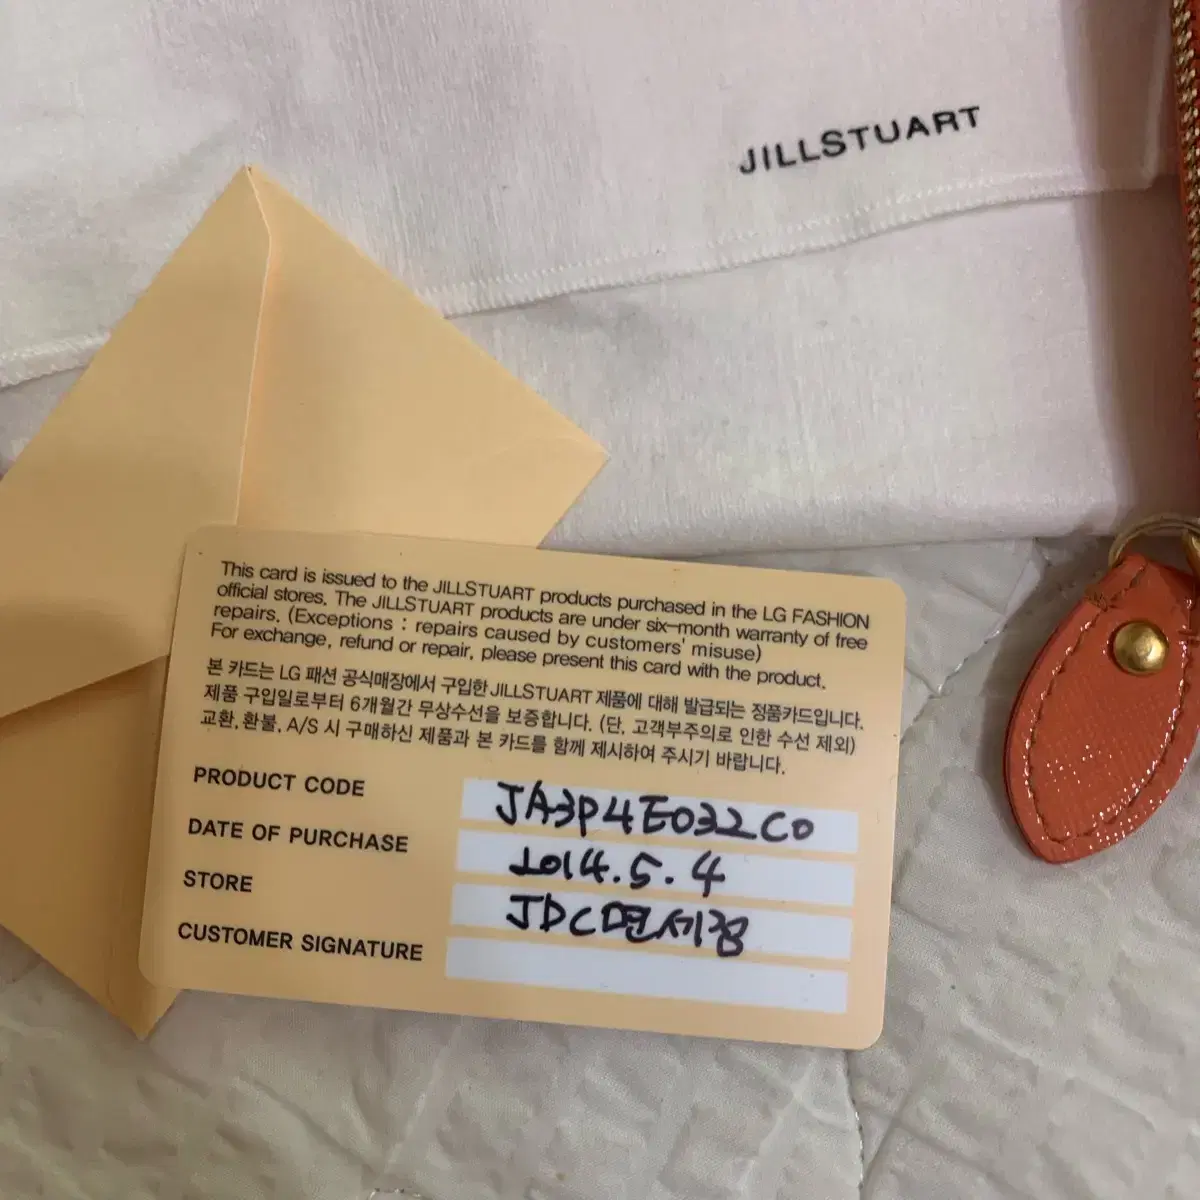 JILLSTUART
This card is issued to the JILLSTUART products purchased in the LG FASHION
official stores. The JILLSTUART products are under six-month warranty of free
repairs. (Exceptions : repairs caused by customers' misuse)
For exchange, refund or repair, please present this card with the product.
본 카드는 LG 패션 공식매장에서 구입한 JILLSTUART 제품에 대해 발급되는 정품카드입니다.
제품 구입일로부터 6개월간 무상수선을 보증합니다. (단, 고객부주의로 인한 수선 제외)
교환, 환불, A/S 시 구매하신 제품과 본 카드를 함께 제시하여 주시기 바랍니다.
PRODUCT CODE JA3P4E032C0
DATE OF PURCHASE 2014.5.4
STORE JDC면세점
CUSTOMER SIGNATURE